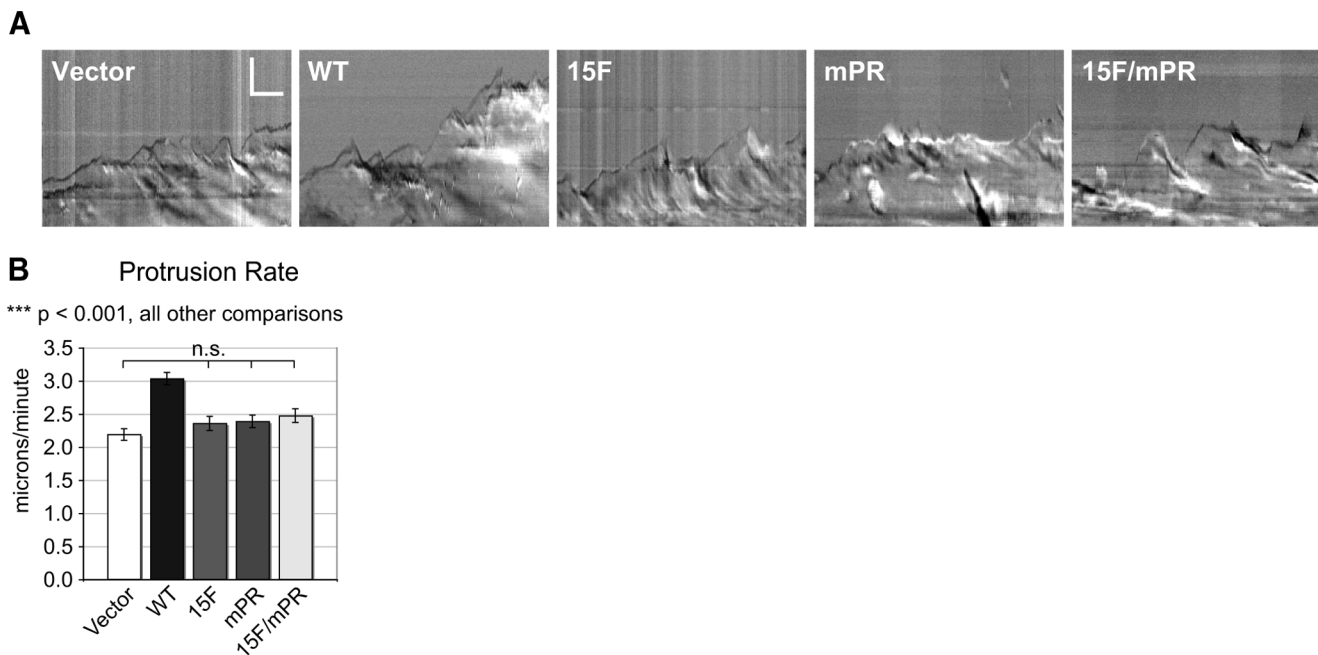 A
Vector WT 15F mPR 15F/mPR
B Protrusion Rate
*** p < 0.001, all other comparisons
n.s.
microns/minute
3.5
3.0
2.5
2.0
1.5
1.0
0.5
0.0
Vector WT 15F mPR 15F/mPR